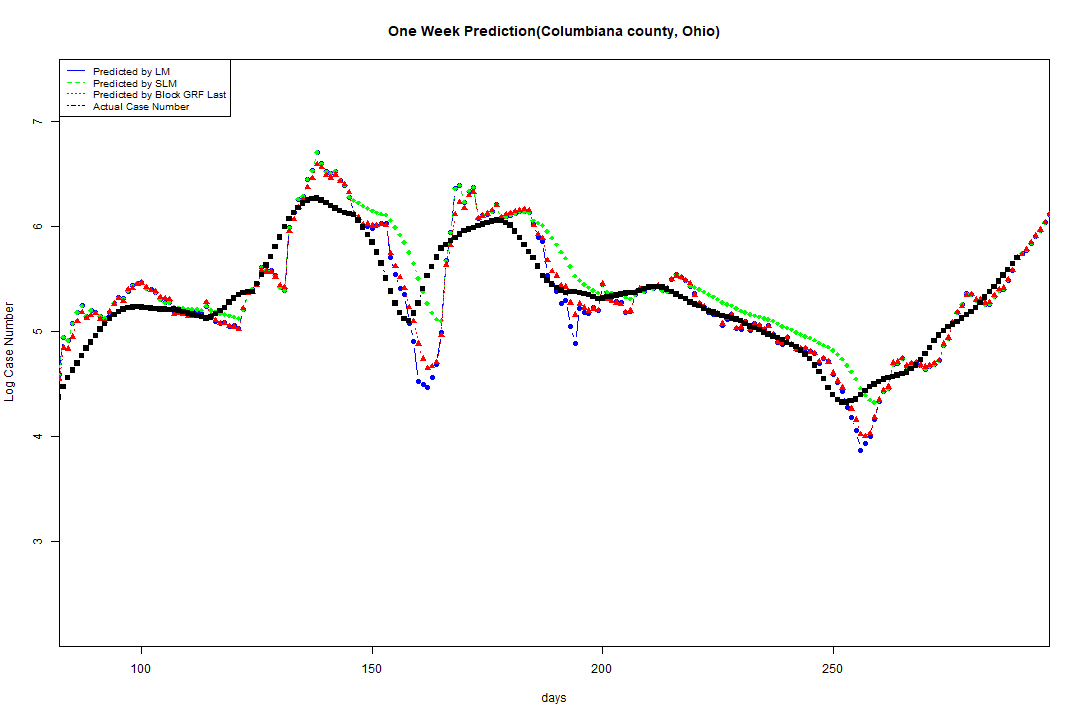 One Week Prediction(Columbiana county, Ohio)
Predicted by LM
Predicted by SLM
Predicted by Block GRF Last
Actual Case Number
Log Case Number
7
6
5
4
3
100 150 200 250
days